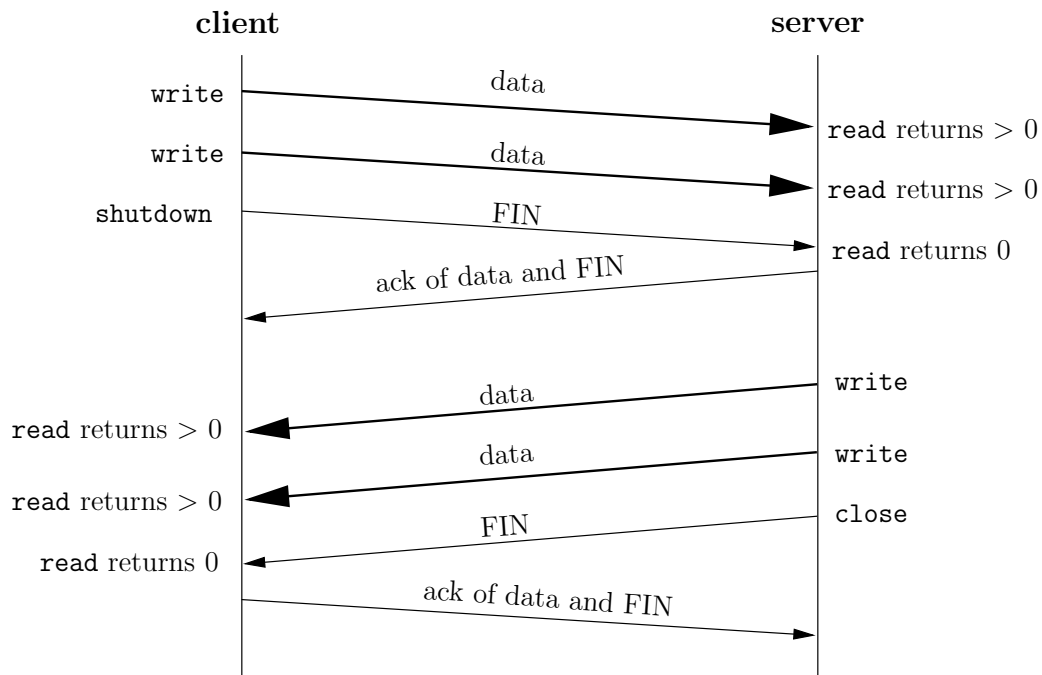 client server
write data
read returns > 0
write data
read returns > 0
shutdown FIN
read returns 0
ack of data and FIN
data write
read returns > 0
data write
read returns > 0
FIN close
read returns 0
ack of data and FIN